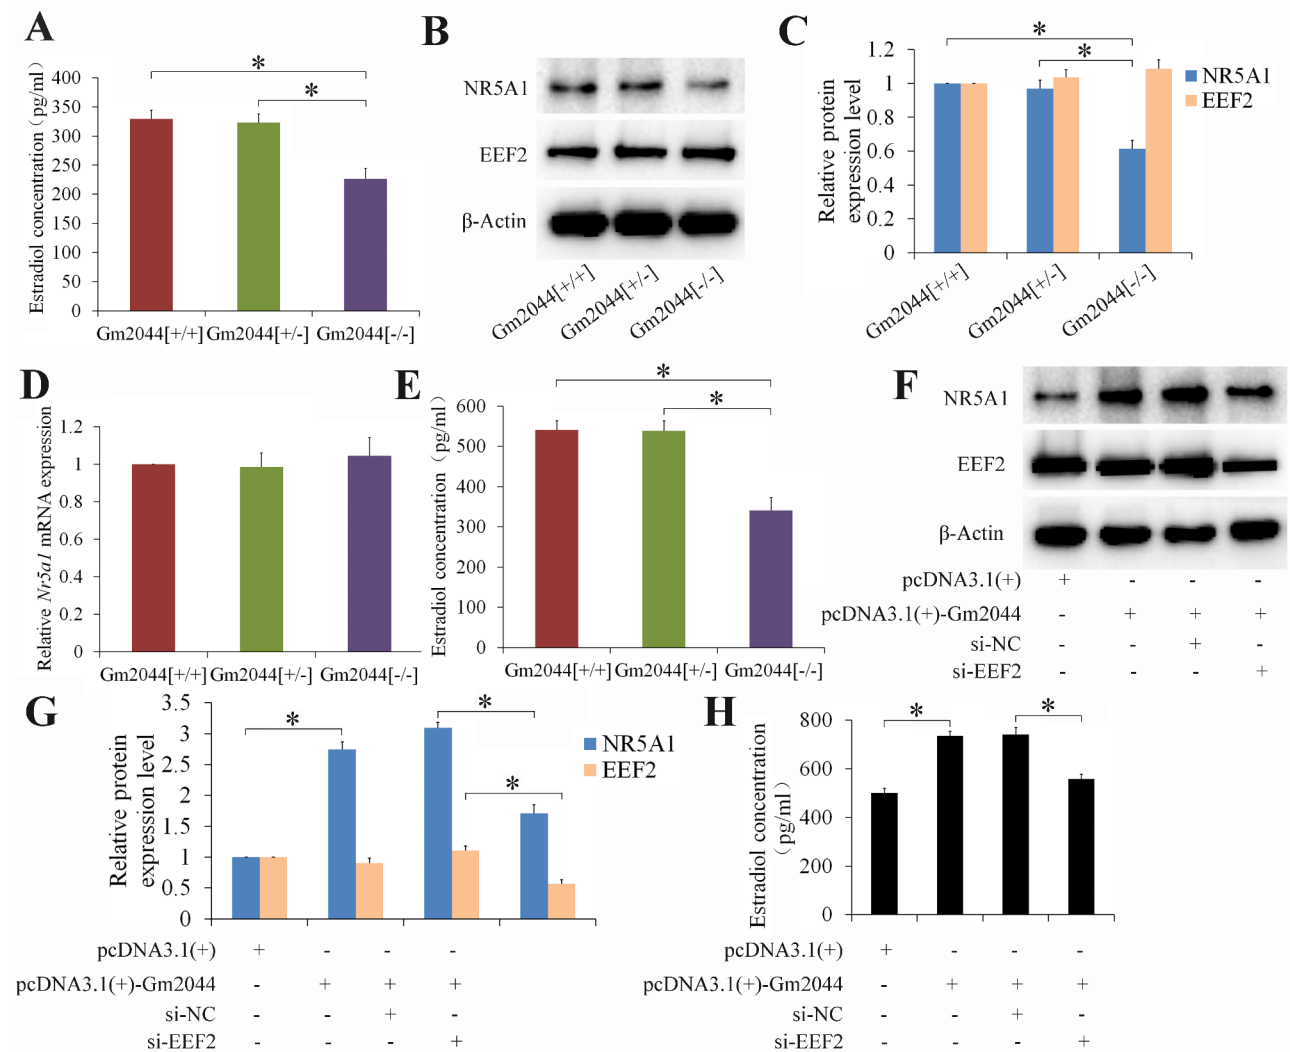 A
*
*
Estradiol concentration (pg/ml)
400
350
300
250
200
150
100
50
0
Gm2044[+/+] Gm2044[+/-] Gm2044[-/-]
B
NR5A1
EEF2
β-Actin
Gm2044[+/+]
Gm2044[+/-]
Gm2044[-/-]
C
*
*
Relative protein
expression level
1.2
1
0.8
0.6
0.4
0.2
0
NR5A1
EEF2
Gm2044[+/+]
Gm2044[+/-]
Gm2044[-/-]
D
Relative Nr5a1 mRNA expression
1.2
1
0.8
0.6
0.4
0.2
0
Gm2044[+/+] Gm2044[+/-] Gm2044[-/-]
E
*
*
Estradiol concentration (pg/ml)
600
500
400
300
200
100
0
Gm2044[+/+] Gm2044[+/-] Gm2044[-/-]
F
NR5A1
EEF2
β-Actin
pcDNA3.1(+) + - - -
pcDNA3.1(+)-Gm2044 - + + +
si-NC - - + -
si-EEF2 - - - +
G
*
*
*
Relative protein
expression level
3.5
3
2.5
2
1.5
1
0.5
0
NR5A1
EEF2
pcDNA3.1(+) + - - -
pcDNA3.1(+)-Gm2044 - + + +
si-NC - - + -
si-EEF2 - - - +
H
*
*
Estradiol concentration
(pg/ml)
800
600
400
200
0
pcDNA3.1(+) + - - -
pcDNA3.1(+)-Gm2044 - + + +
si-NC - - + -
si-EEF2 - - - +